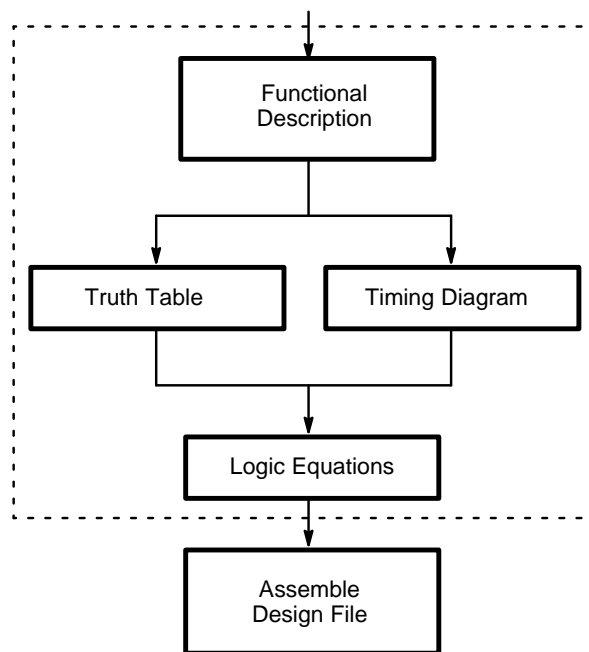 Functional
Description
Truth Table
Timing Diagram
Logic Equations
Assemble
Design File